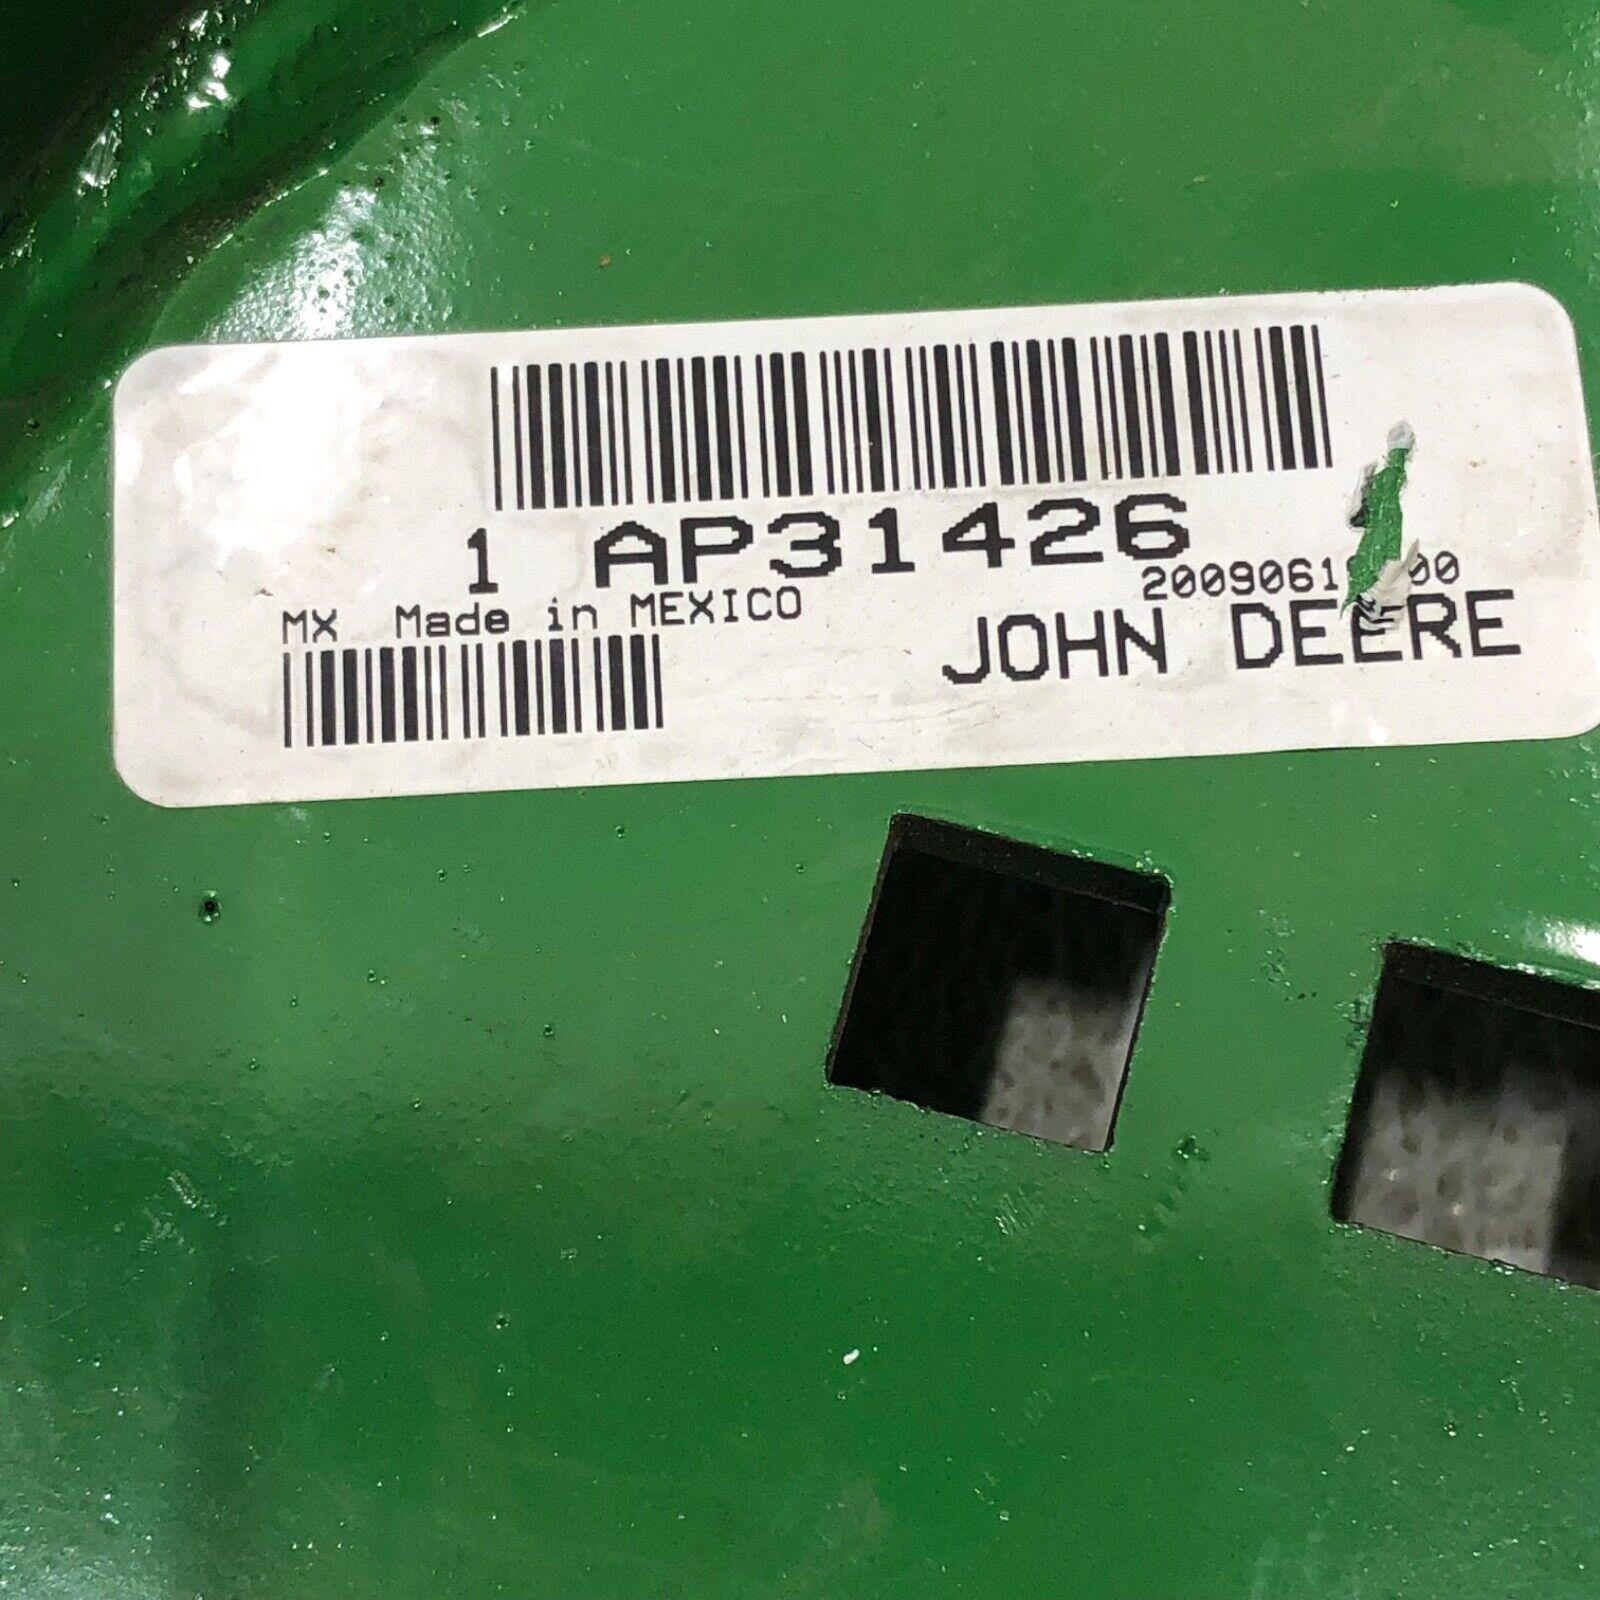 1 AP31426
MX Made in MEXICO
JOHN DEERE